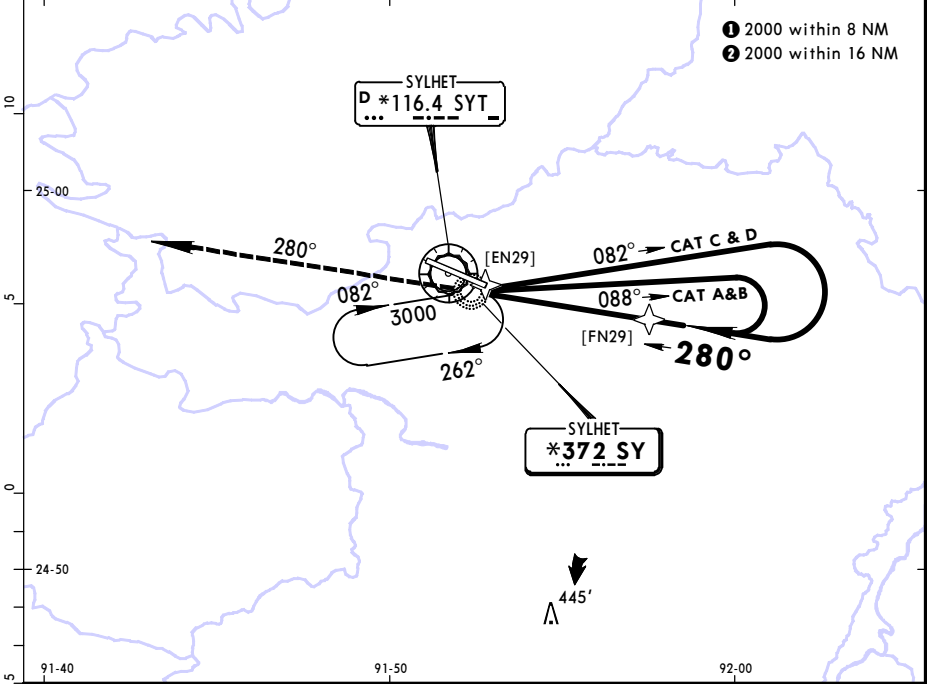 ❶ 2000 within 8 NM
❷ 2000 within 16 NM
SYLHET
D *116.4 SYT
10
25-00
280°
[EN29]
082° CAT C & D
082°
3000
088° CAT A&B
5
[FN29]
280°
262°
SYLHET
*372 SY
0
24-50
445'
5
91-40
91-50
92-00